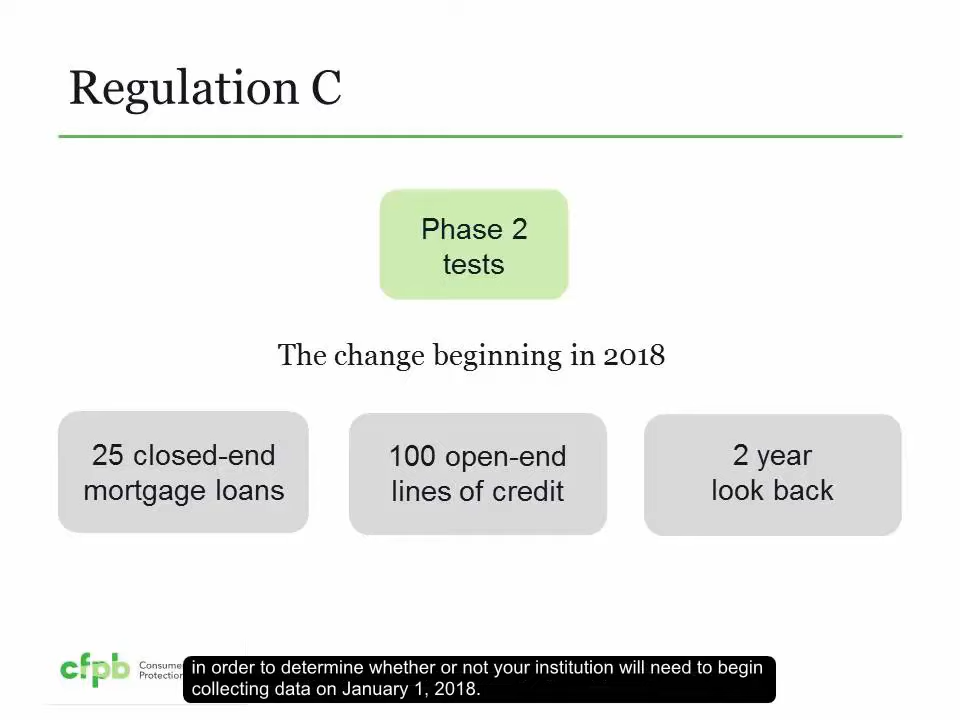 Regulation C
Phase 2
tests
The change beginning in 2018
25 closed-end
mortgage loans
100 open-end
lines of credit
2 year
look back
cfpb
Consume
Protection
in order to determine whether or not your institution will need to begin
collecting data on January 1, 2018.